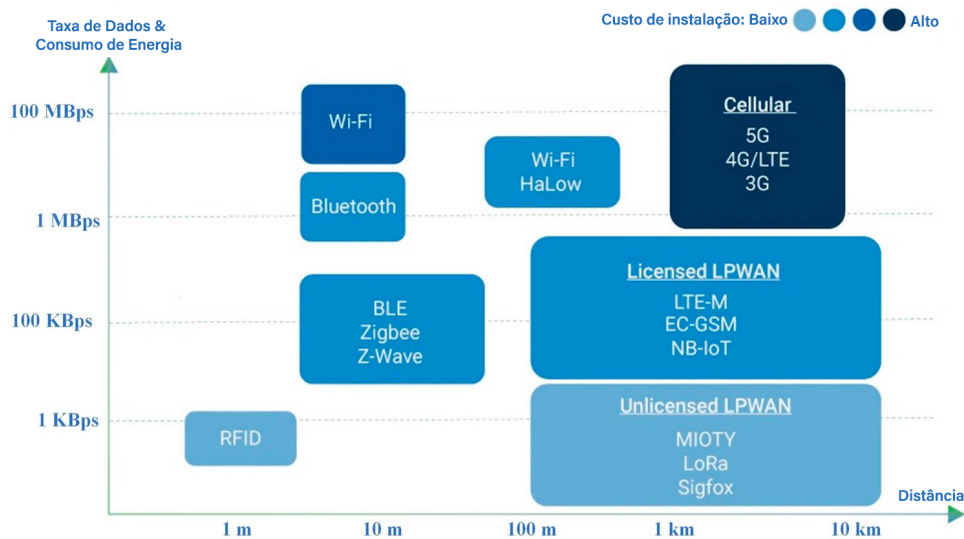 Taxa de Dados &
Consumo de Energia
Custo de instalação: Baixo
Alto
100 MBps
1 MBps
100 KBps
1 KBps
Wi-Fi
Bluetooth
Wi-Fi
HaLow
Cellular
5G
4G/LTE
3G
BLE
Zigbee
Z-Wave
Licensed LPWAN
LTE-M
EC-GSM
NB-IoT
RFID
Unlicensed LPWAN
MIOTY
LoRa
Sigfox
Distância
1 m
10 m
100 m
1 km
10 km